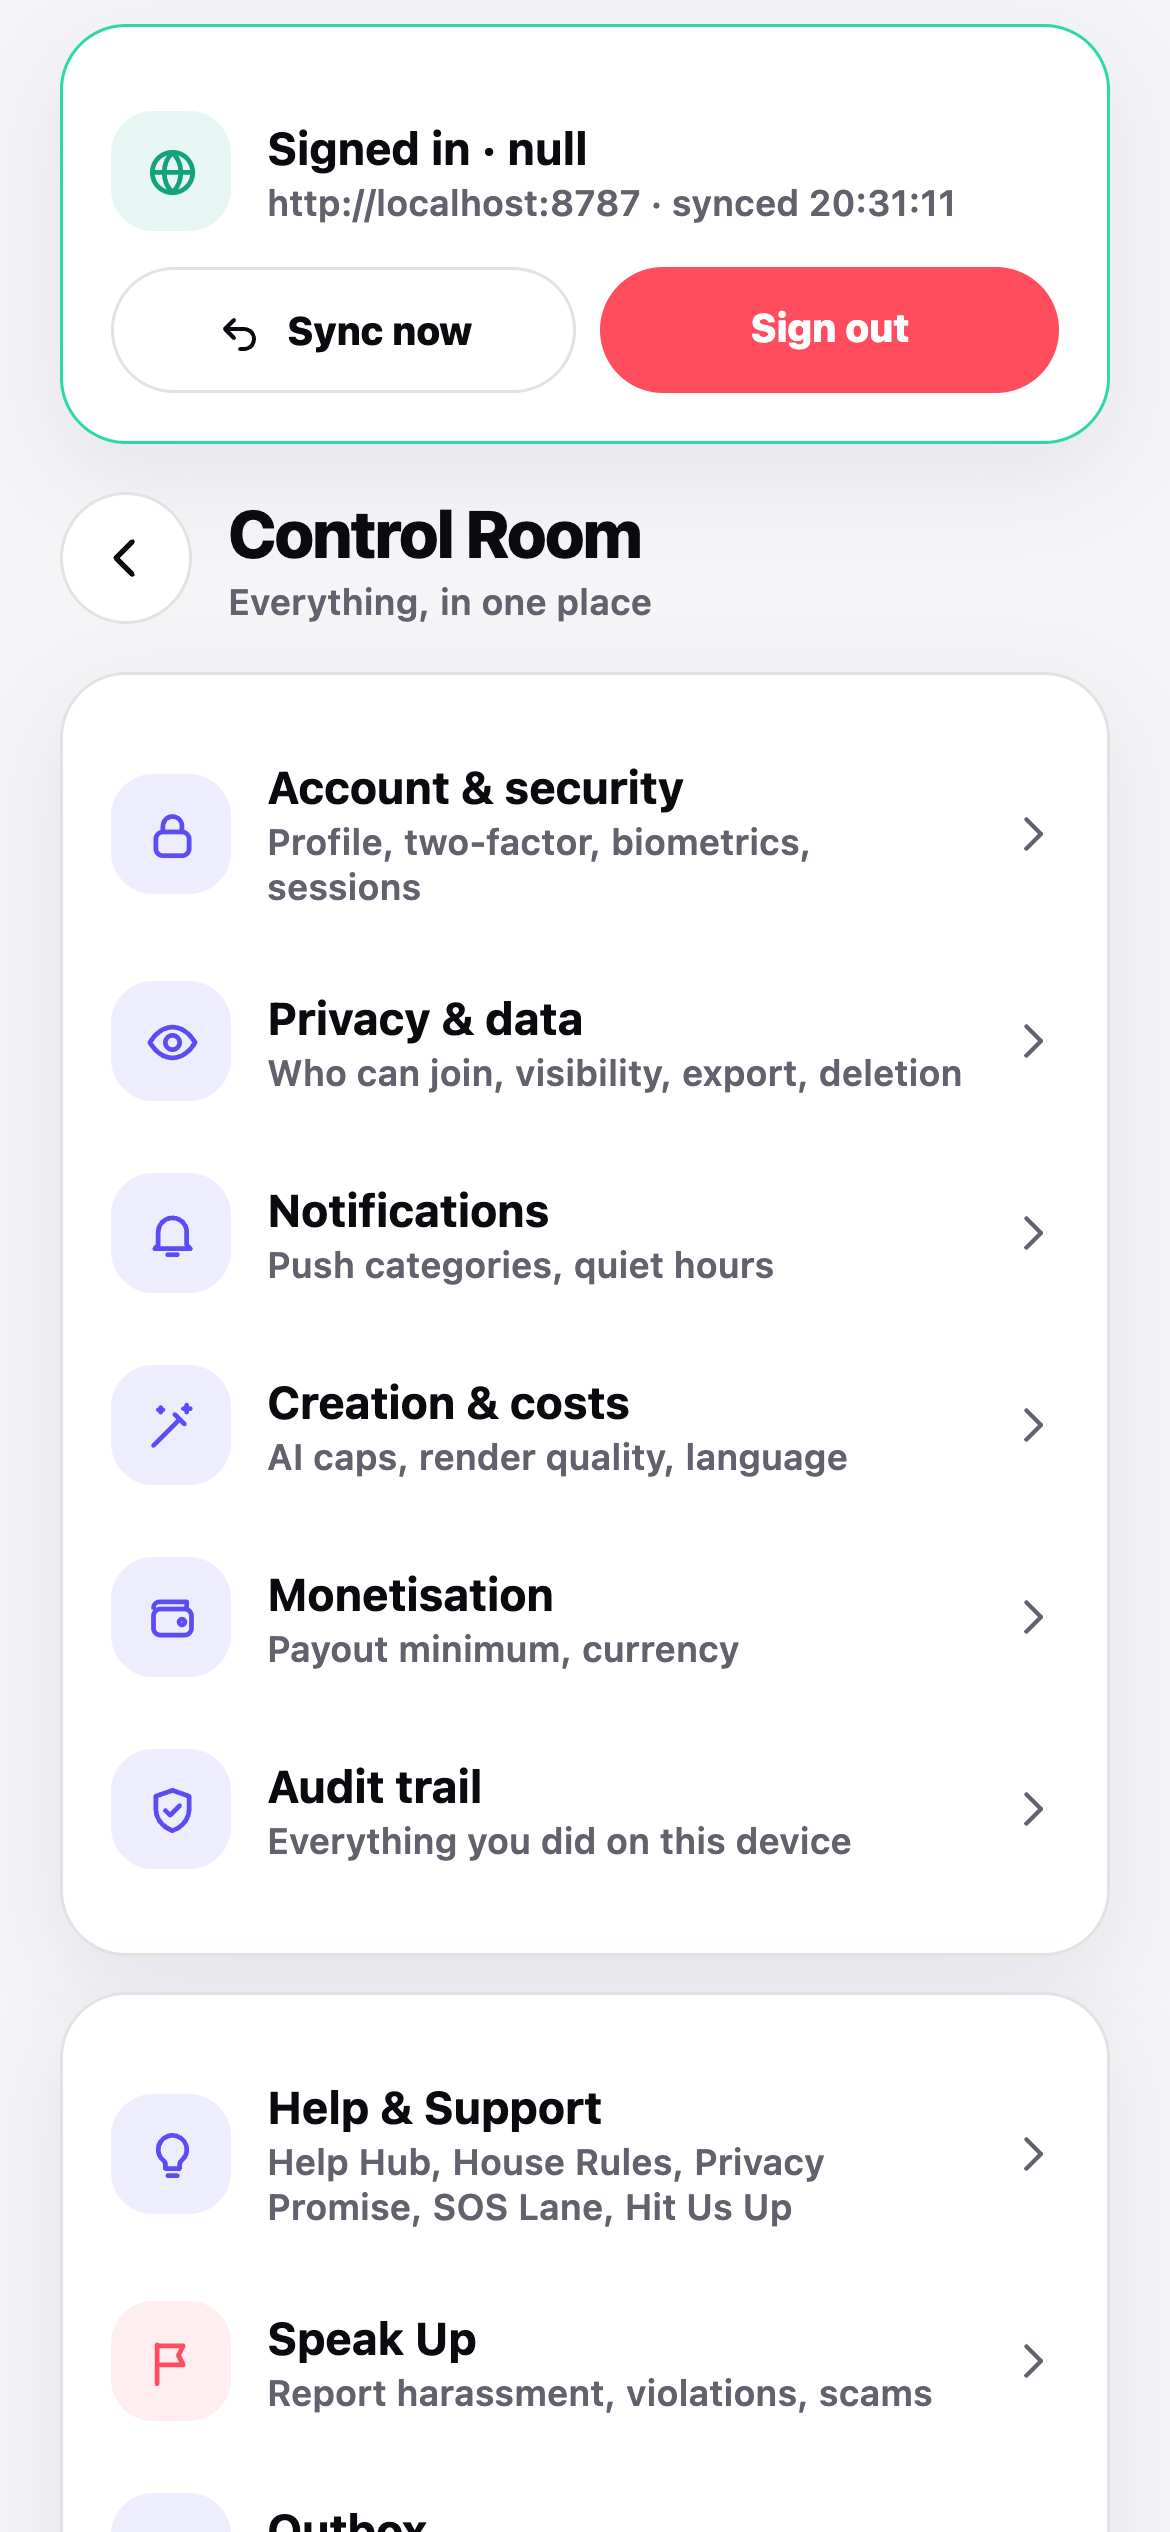 Signed in · null
http://localhost:8787 · synced 20:31:11
Sync now
Sign out
Control Room
Everything, in one place
Account & security
Profile, two-factor, biometrics,
sessions
Privacy & data
Who can join, visibility, export, deletion
Notifications
Push categories, quiet hours
Creation & costs
AI caps, render quality, language
Monetisation
Payout minimum, currency
Audit trail
Everything you did on this device
Help & Support
Help Hub, House Rules, Privacy
Promise, SOS Lane, Hit Us Up
Speak Up
Report harassment, violations, scams
Outbox